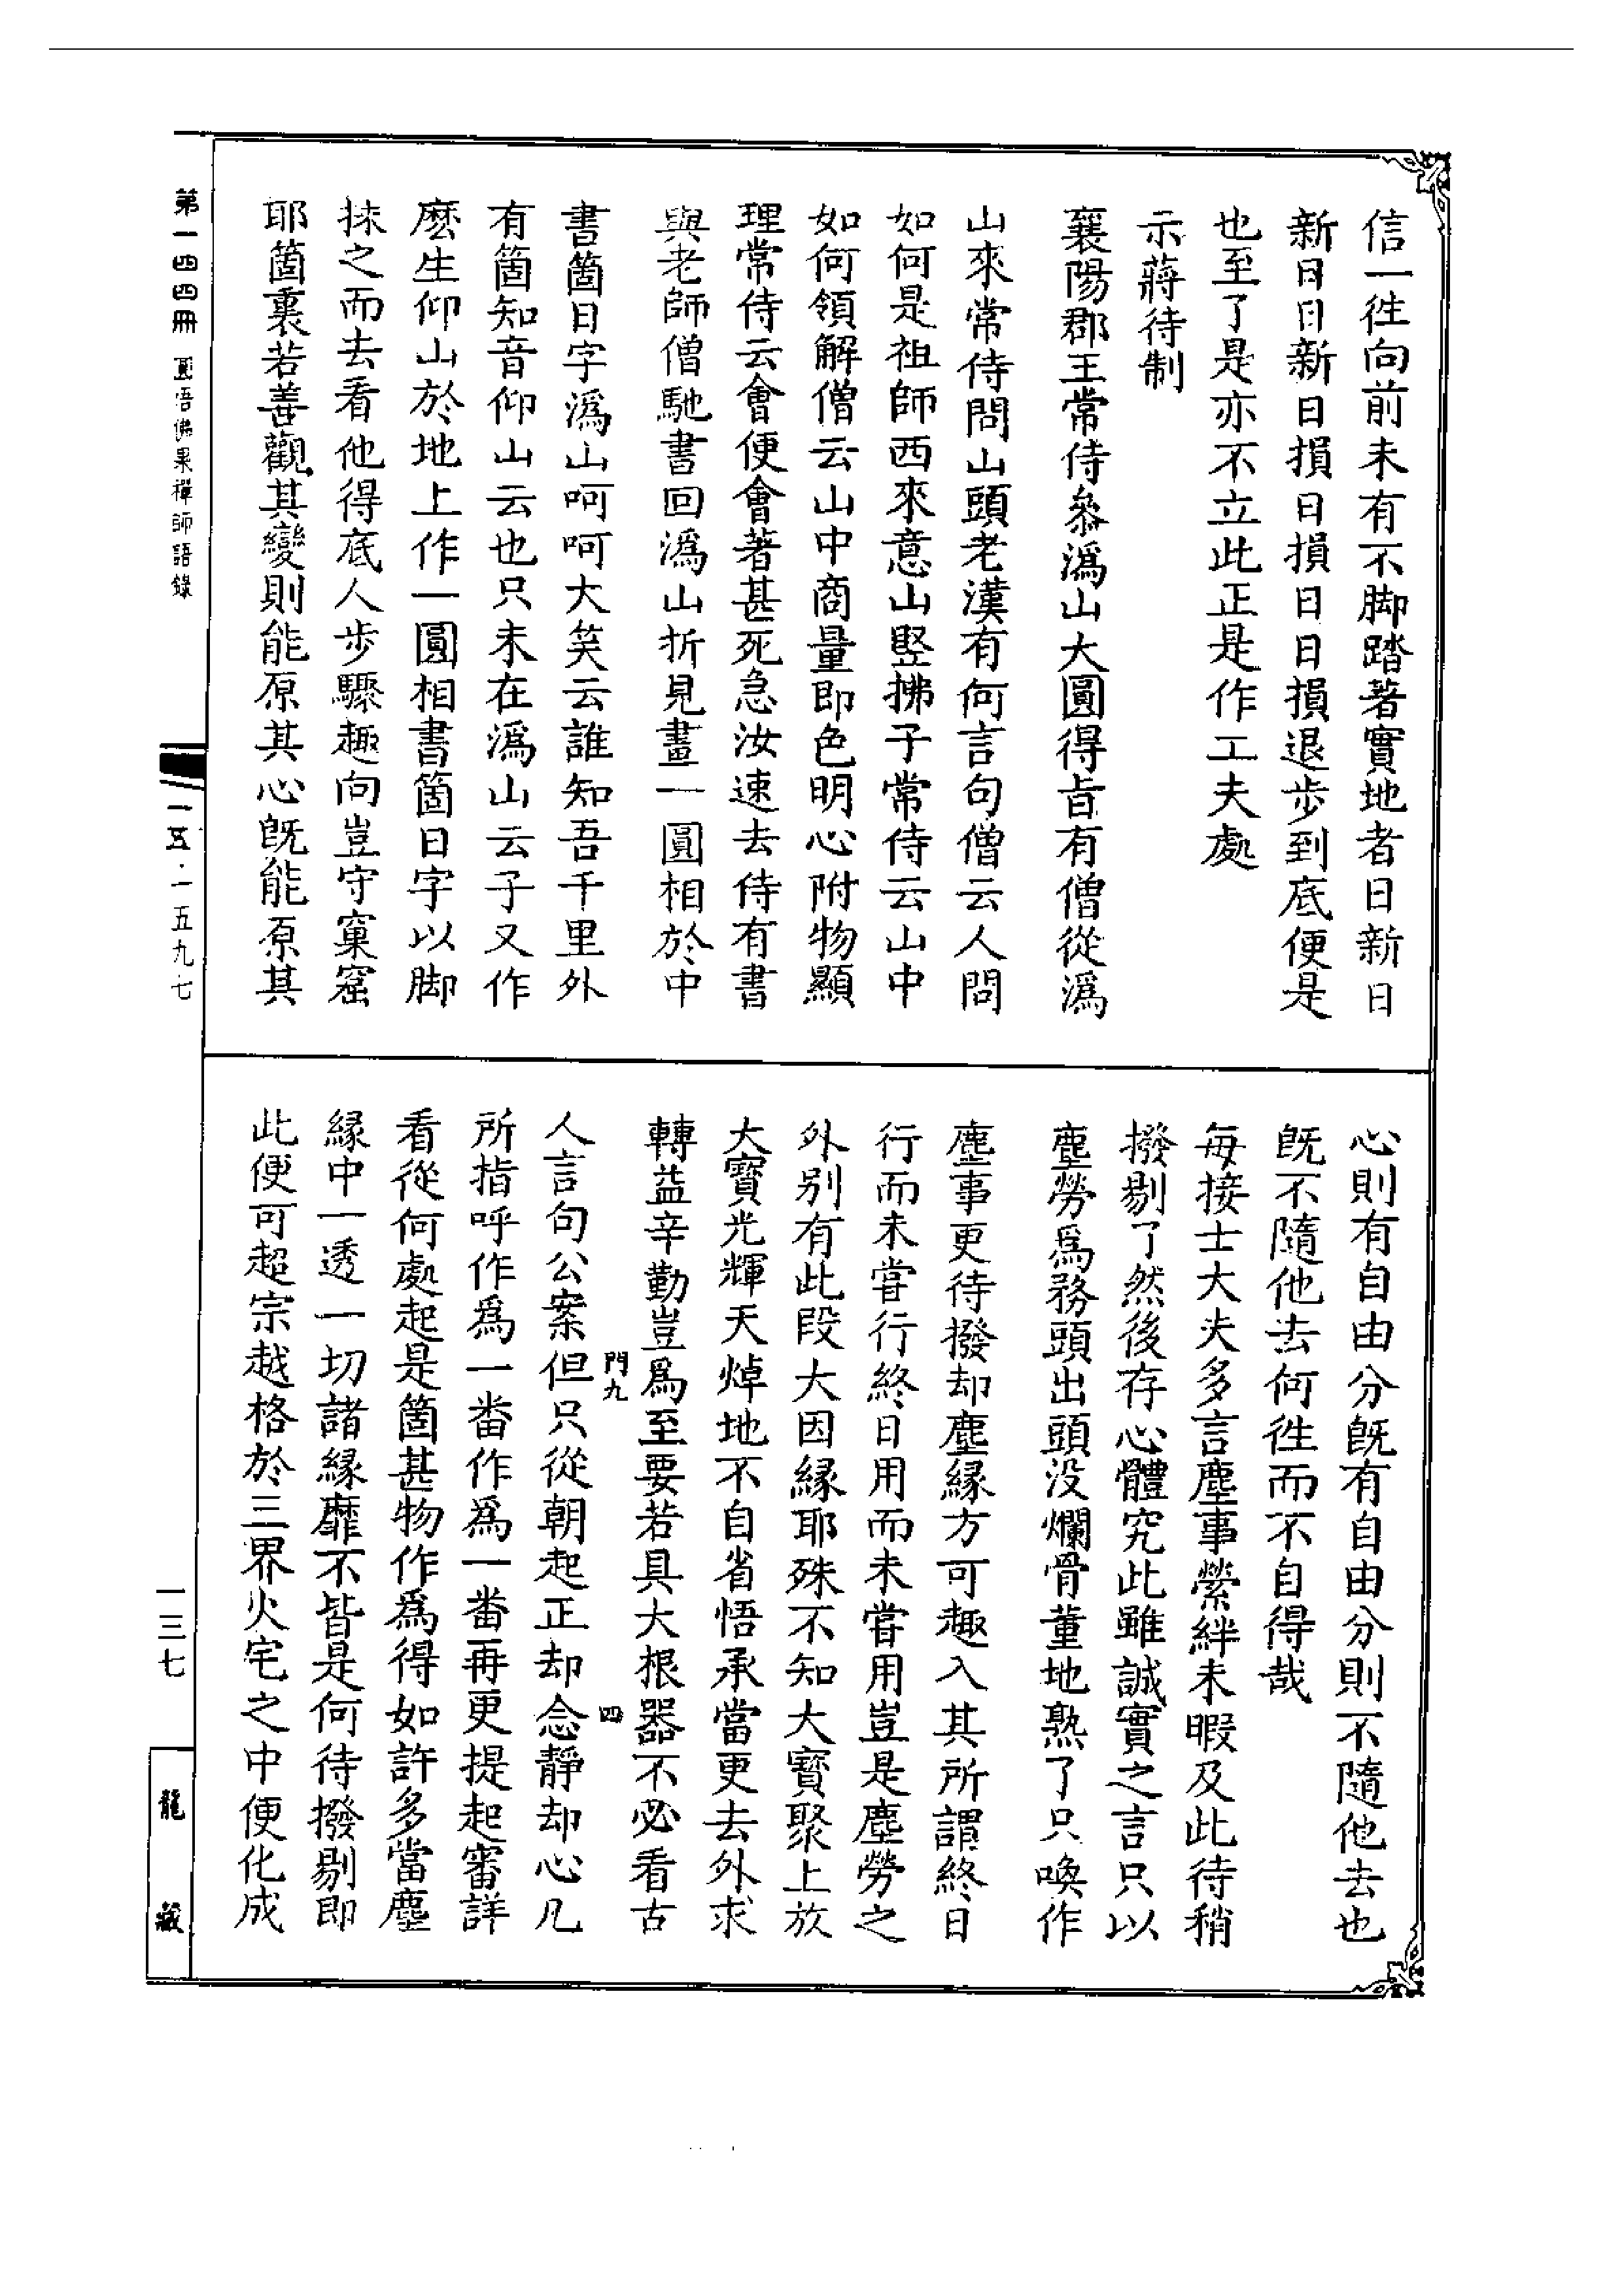 信一徃向前未有不脚踏著實地者日新日
新日日新日損日損日日損退步到底便是
也至了是亦不立此正是作工夫處
示蔣待制
襄陽郡王常侍叅潙山大圓得旨有僧從潙
山來常侍問山頭老漢有何言句僧云人問
如何是祖師西來意山竪拂子常侍云山中
如何領解僧云山中商量即色明心附物顯
理常侍云會便會著甚死急汝速去侍有書
與老師僧馳書回潙山折見畫一圓相於中
書箇日字潙山呵呵大笑云誰知吾千里外
有箇知音仰山云也只未在潙山云子又作
麽生仰山於地上作一圓相書箇日字以脚
抹之而去看他得底人步驟趣向豈守窠窟
耶箇裏若善觀其變則能原其心旣能原其
心則有自由分旣有自由分則不隨他去也
旣不隨他去何徃而不自得哉
每接士大夫多言塵事縈絆未暇及此待稍
撥剔了然後存心體究此雖誠實之言只以
塵勞爲務頭出頭没爛骨董地熟了只喚作
塵事更待撥却塵緣方可趣入其所謂終日
行而未甞行終日用而未嘗用豈是塵勞之
外别有此段大因緣耶殊不知大寶聚上放
大寳光輝天焯地不自省悟承當更去外求
轉益辛勤豈爲至要若具大根器不必看古
人言句公案但只從朝起正却念靜却心凡
所指呼作爲一畨作爲一畨再更提起審詳
看從何處起是箇甚物作爲得如許多當塵
緣中一透一切諸緣靡不皆是何待撥剔即
此便可超宗越格於三界火宅之中便化成
門九
四
第一四四冊
圓悟佛果禪師語錄
一五·一五九七
一三七
龍藏